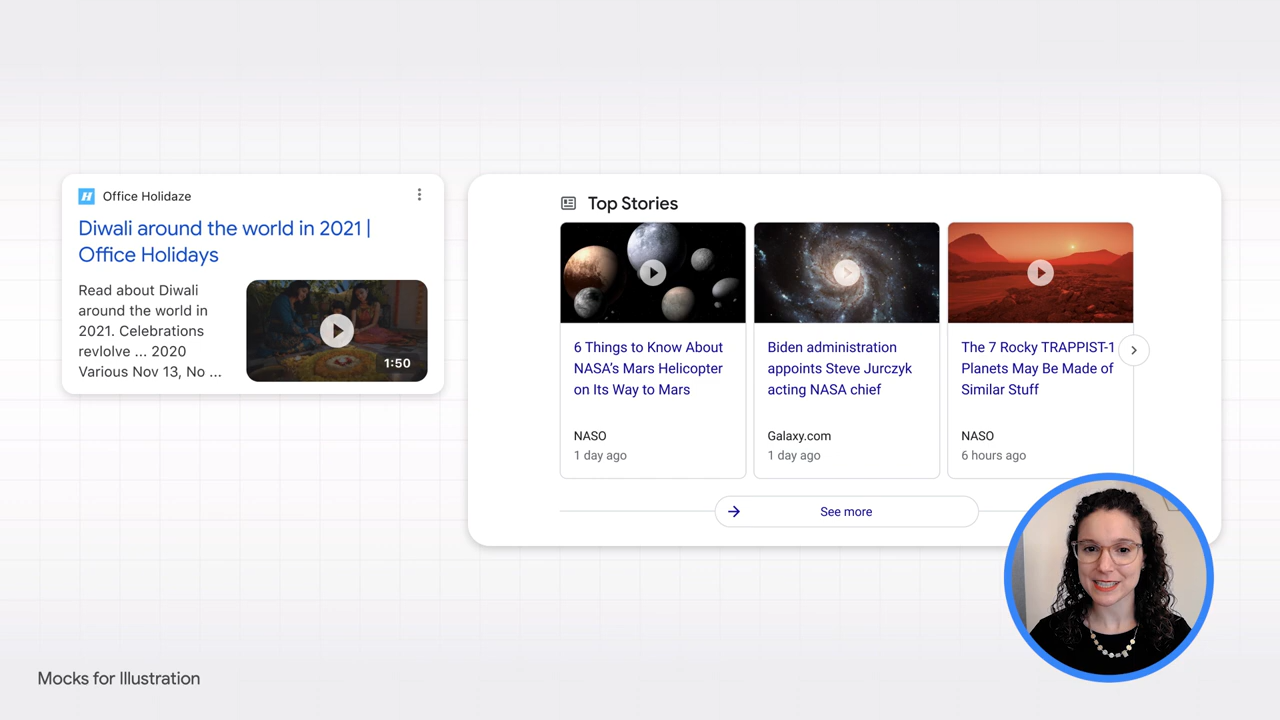 Office Holidaze
Diwali around the world in 2021 |
Office Holidays
Read about Diwali
around the world in
2021. Celebrations
revlolve ... 2020
Various Nov 13, No ...
1:50
Top Stories
6 Things to Know About
NASA's Mars Helicopter
on Its Way to Mars
NASO
1 day ago
Biden administration
appoints Steve Jurczyk
acting NASA chief
Galaxy.com
1 day ago
The 7 Rocky TRAPPIST-1
Planets May Be Made of
Similar Stuff
NASO
6 hours ago
See more
Mocks for Illustration